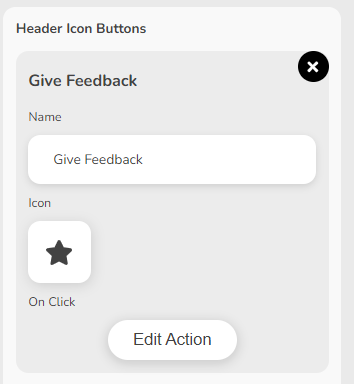 Header Icon Buttons
Give Feedback
Name
Give Feedback
Icon
On Click
Edit Action